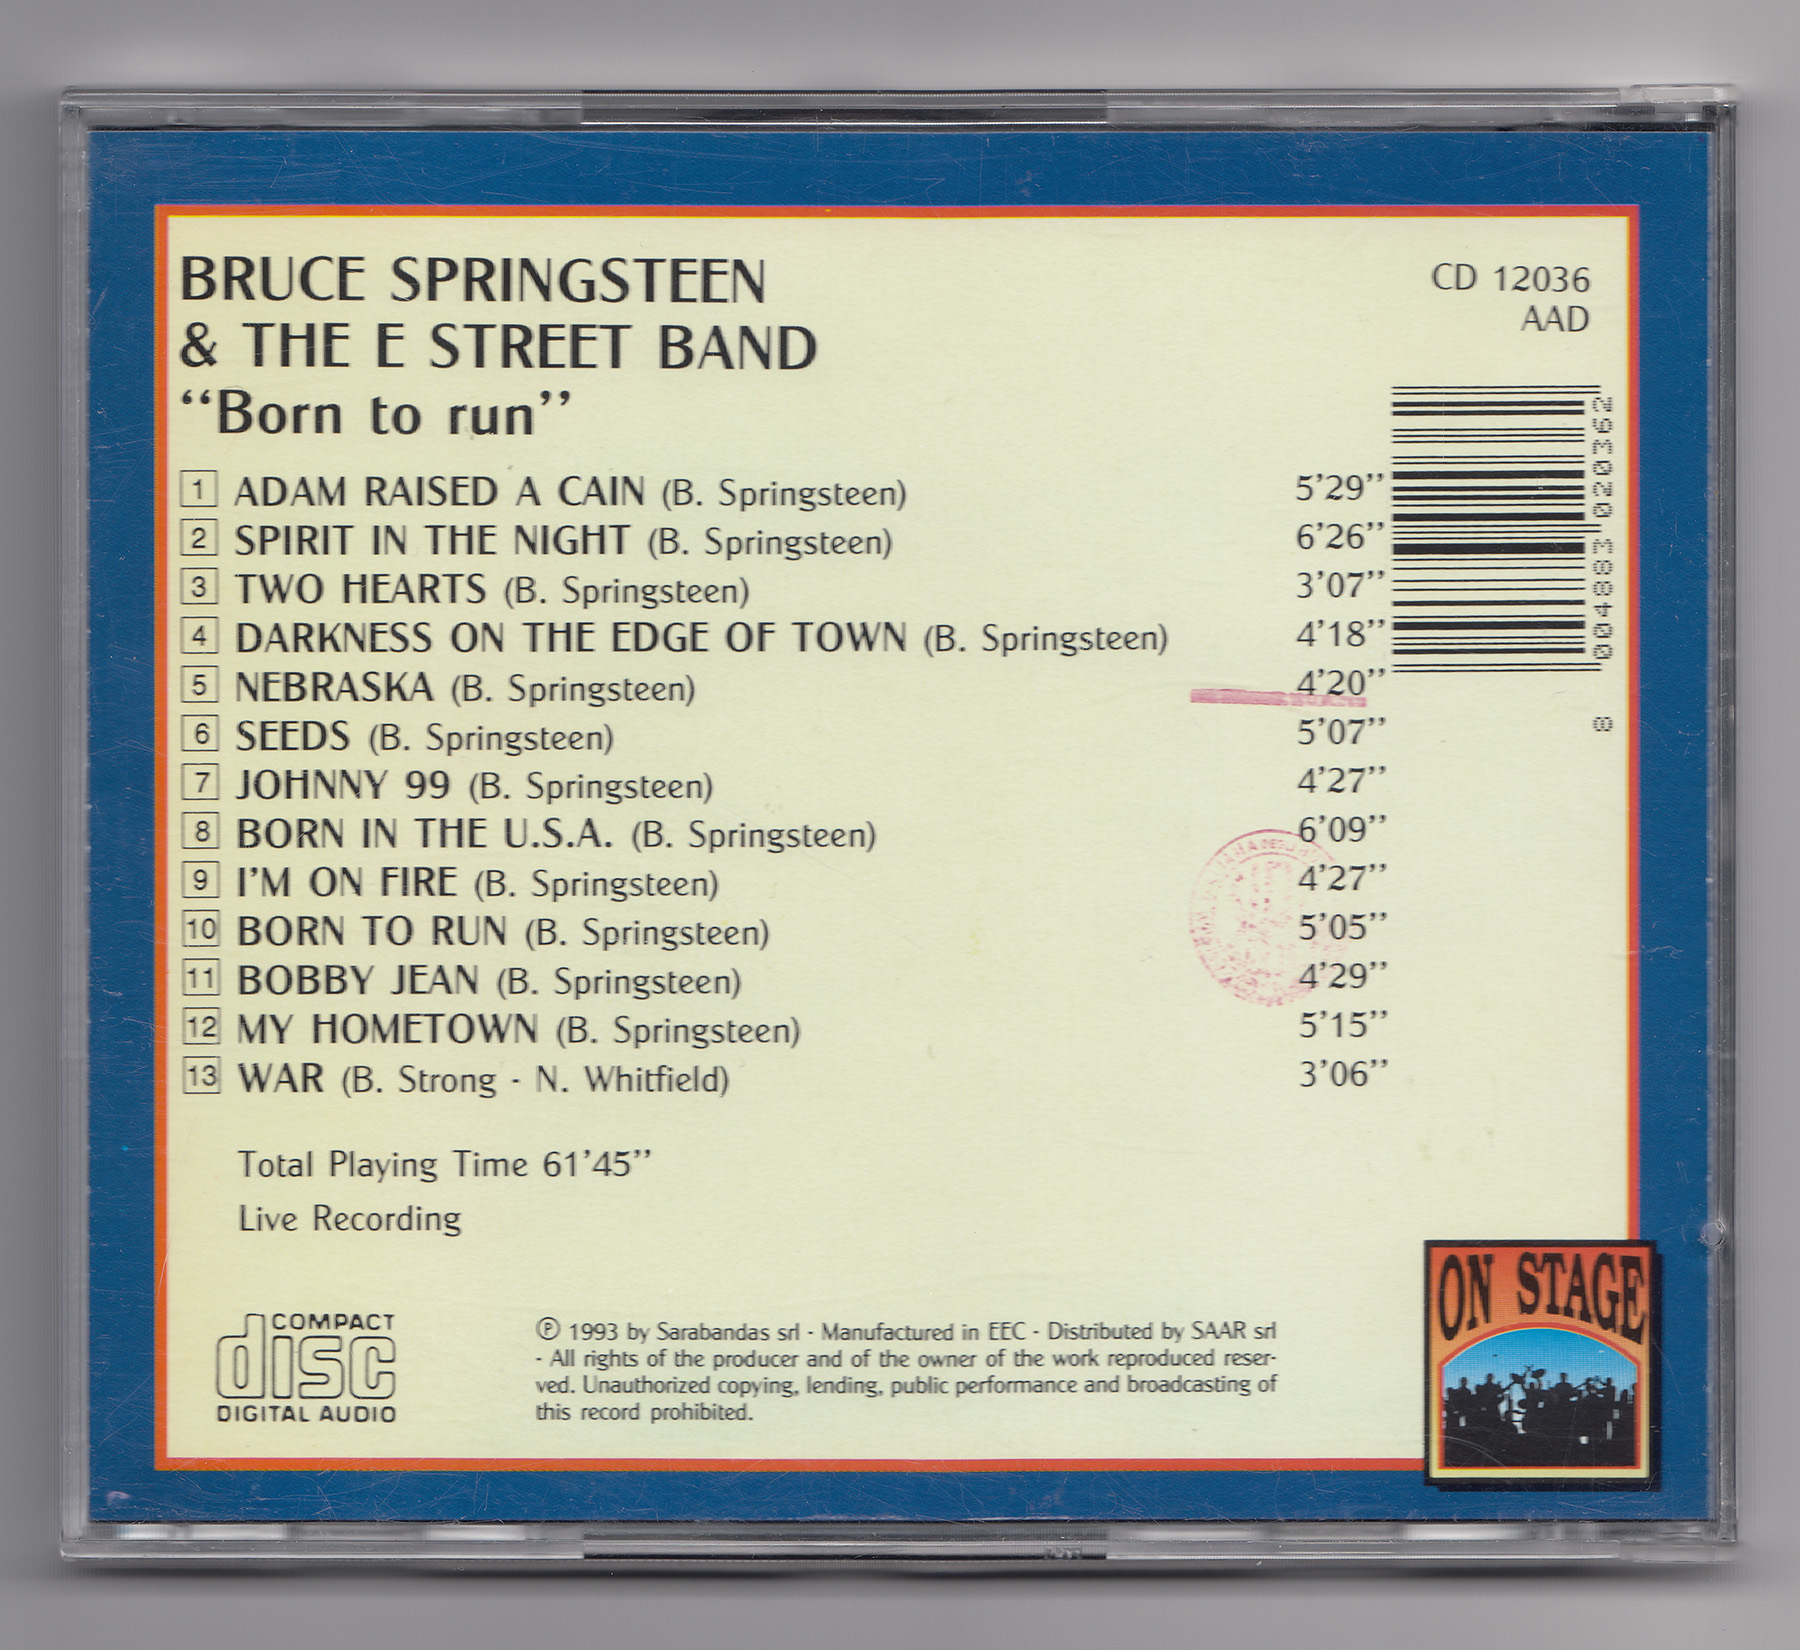 BRUCE SPRINGSTEEN
& THE E STREET BAND
“Born to run”
CD 12036
AAD
1 ADAM RAISED A CAIN (B. Springsteen) 5’29”
2 SPIRIT IN THE NIGHT (B. Springsteen) 6’26”
3 TWO HEARTS (B. Springsteen) 3’07”
4 DARKNESS ON THE EDGE OF TOWN (B. Springsteen) 4’18”
5 NEBRASKA (B. Springsteen) 4’20”
6 SEEDS (B. Springsteen) 5’07”
7 JOHNNY 99 (B. Springsteen) 4’27”
8 BORN IN THE U.S.A. (B. Springsteen) 6’09”
9 I’M ON FIRE (B. Springsteen) 4’27”
10 BORN TO RUN (B. Springsteen) 5’05”
11 BOBBY JEAN (B. Springsteen) 4’29”
12 MY HOMETOWN (B. Springsteen) 5’15”
13 WAR (B. Strong - N. Whitfield) 3’06”
8 004883 020362
Total Playing Time 61’45”
Live Recording
COMPACT
disc
DIGITAL AUDIO
℗ 1993 by Sarabandas srl - Manufactured in EEC - Distributed by SAAR srl
- All rights of the producer and of the owner of the work reproduced reser-
ved. Unauthorized copying, lending, public performance and broadcasting of
this record prohibited.
ON STAGE